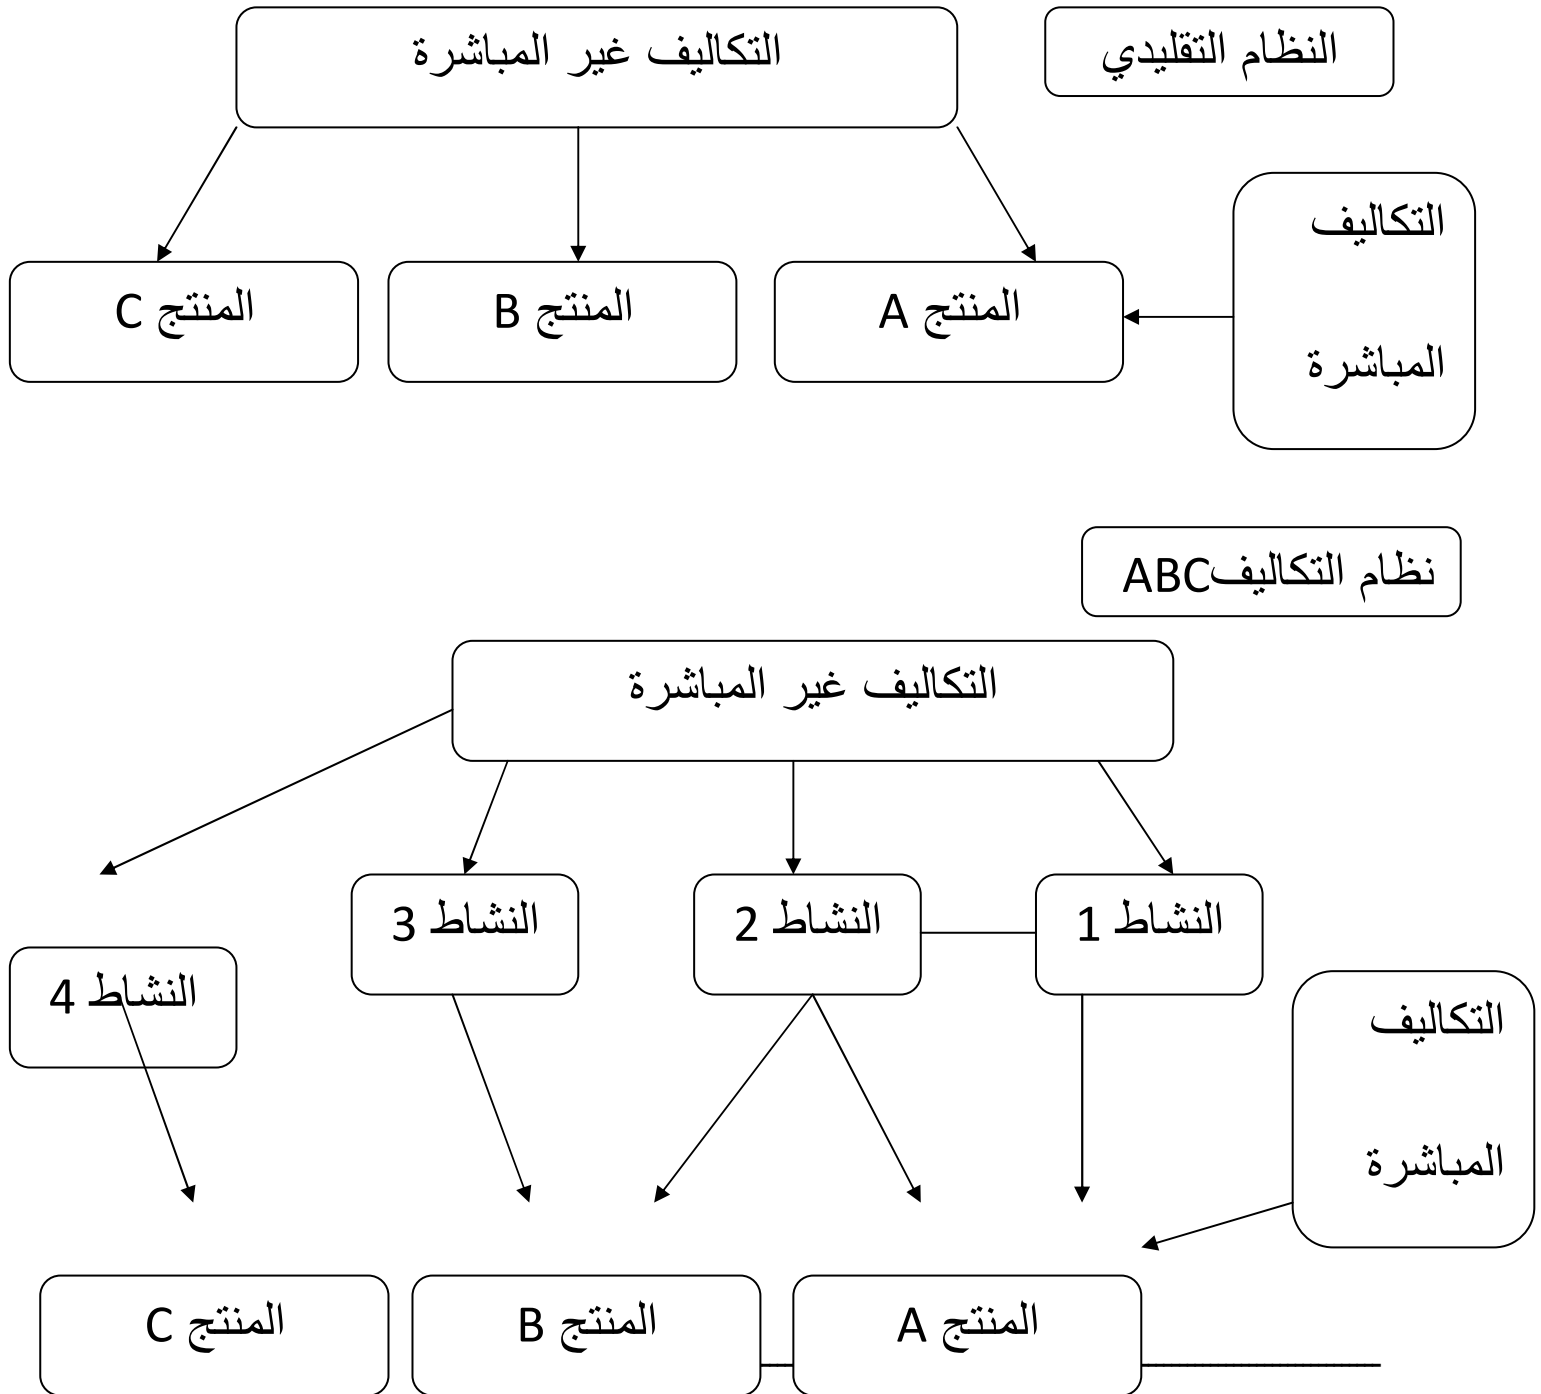 النظام التقليدي
التكاليف غير المباشرة
التكاليف
المباشرة
المنتج A
المنتج B
المنتج C
نظام التكاليفABC
التكاليف غير المباشرة
النشاط 1
النشاط 2
النشاط 3
النشاط 4
التكاليف
المباشرة
المنتج A
المنتج B
المنتج C